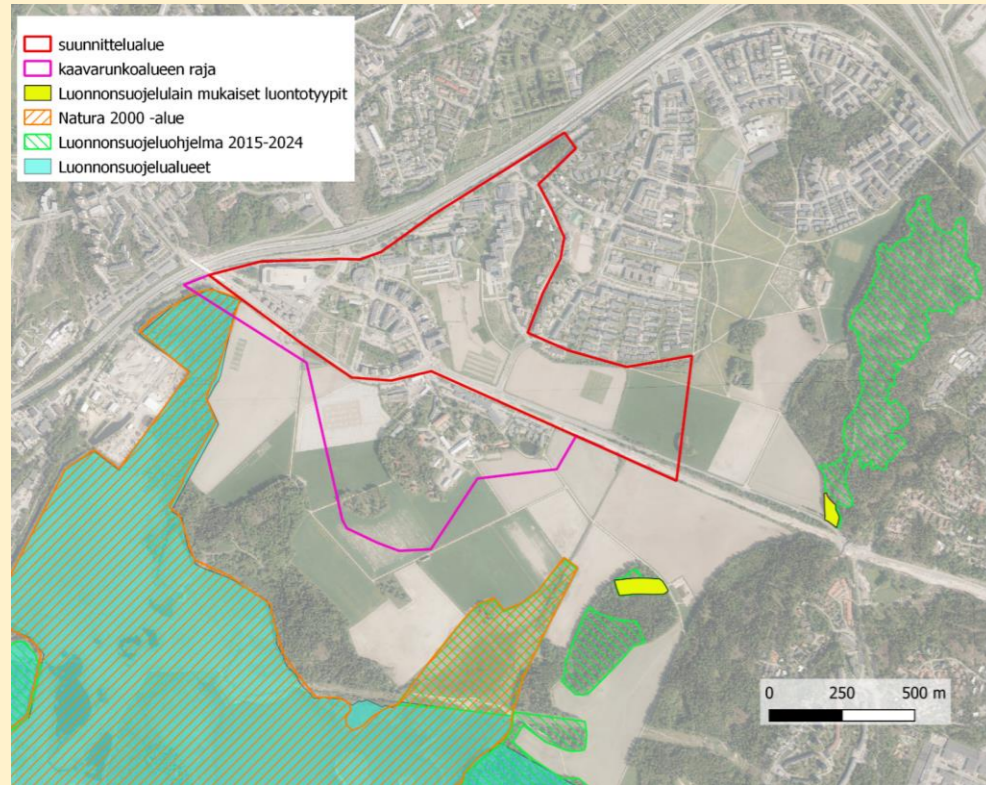 suunnittelualue
kaavarunkoalueen raja
Luonnonsuojelulain mukaiset luontotyypit
Natura 2000 -alue
Luonnonsuojeluohjelma 2015-2024
Luonnonsuojelualueet
0 250 500 m